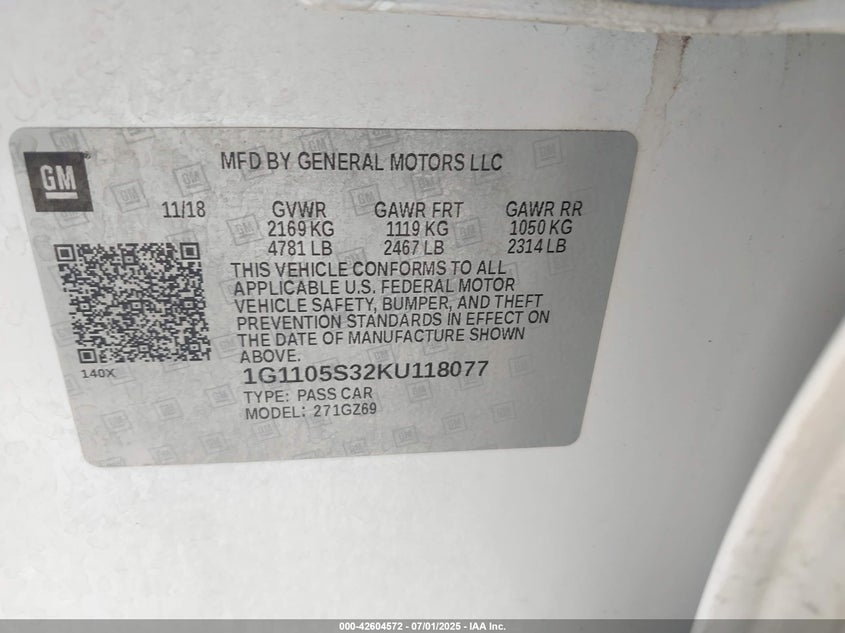 GM
MFD BY GENERAL MOTORS LLC
11/18 GVWR GAWR FRT GAWR RR
2169 KG 1119 KG 1050 KG
4781 LB 2467 LB 2314 LB
THIS VEHICLE CONFORMS TO ALL
APPLICABLE U.S. FEDERAL MOTOR
VEHICLE SAFETY, BUMPER, AND THEFT
PREVENTION STANDARDS IN EFFECT ON
THE DATE OF MANUFACTURE SHOWN
ABOVE.
140X
1G1105S32KU118077
TYPE: PASS CAR
MODEL: 271GZ69
000-42604572 - 07/01/2025 - IAA Inc.